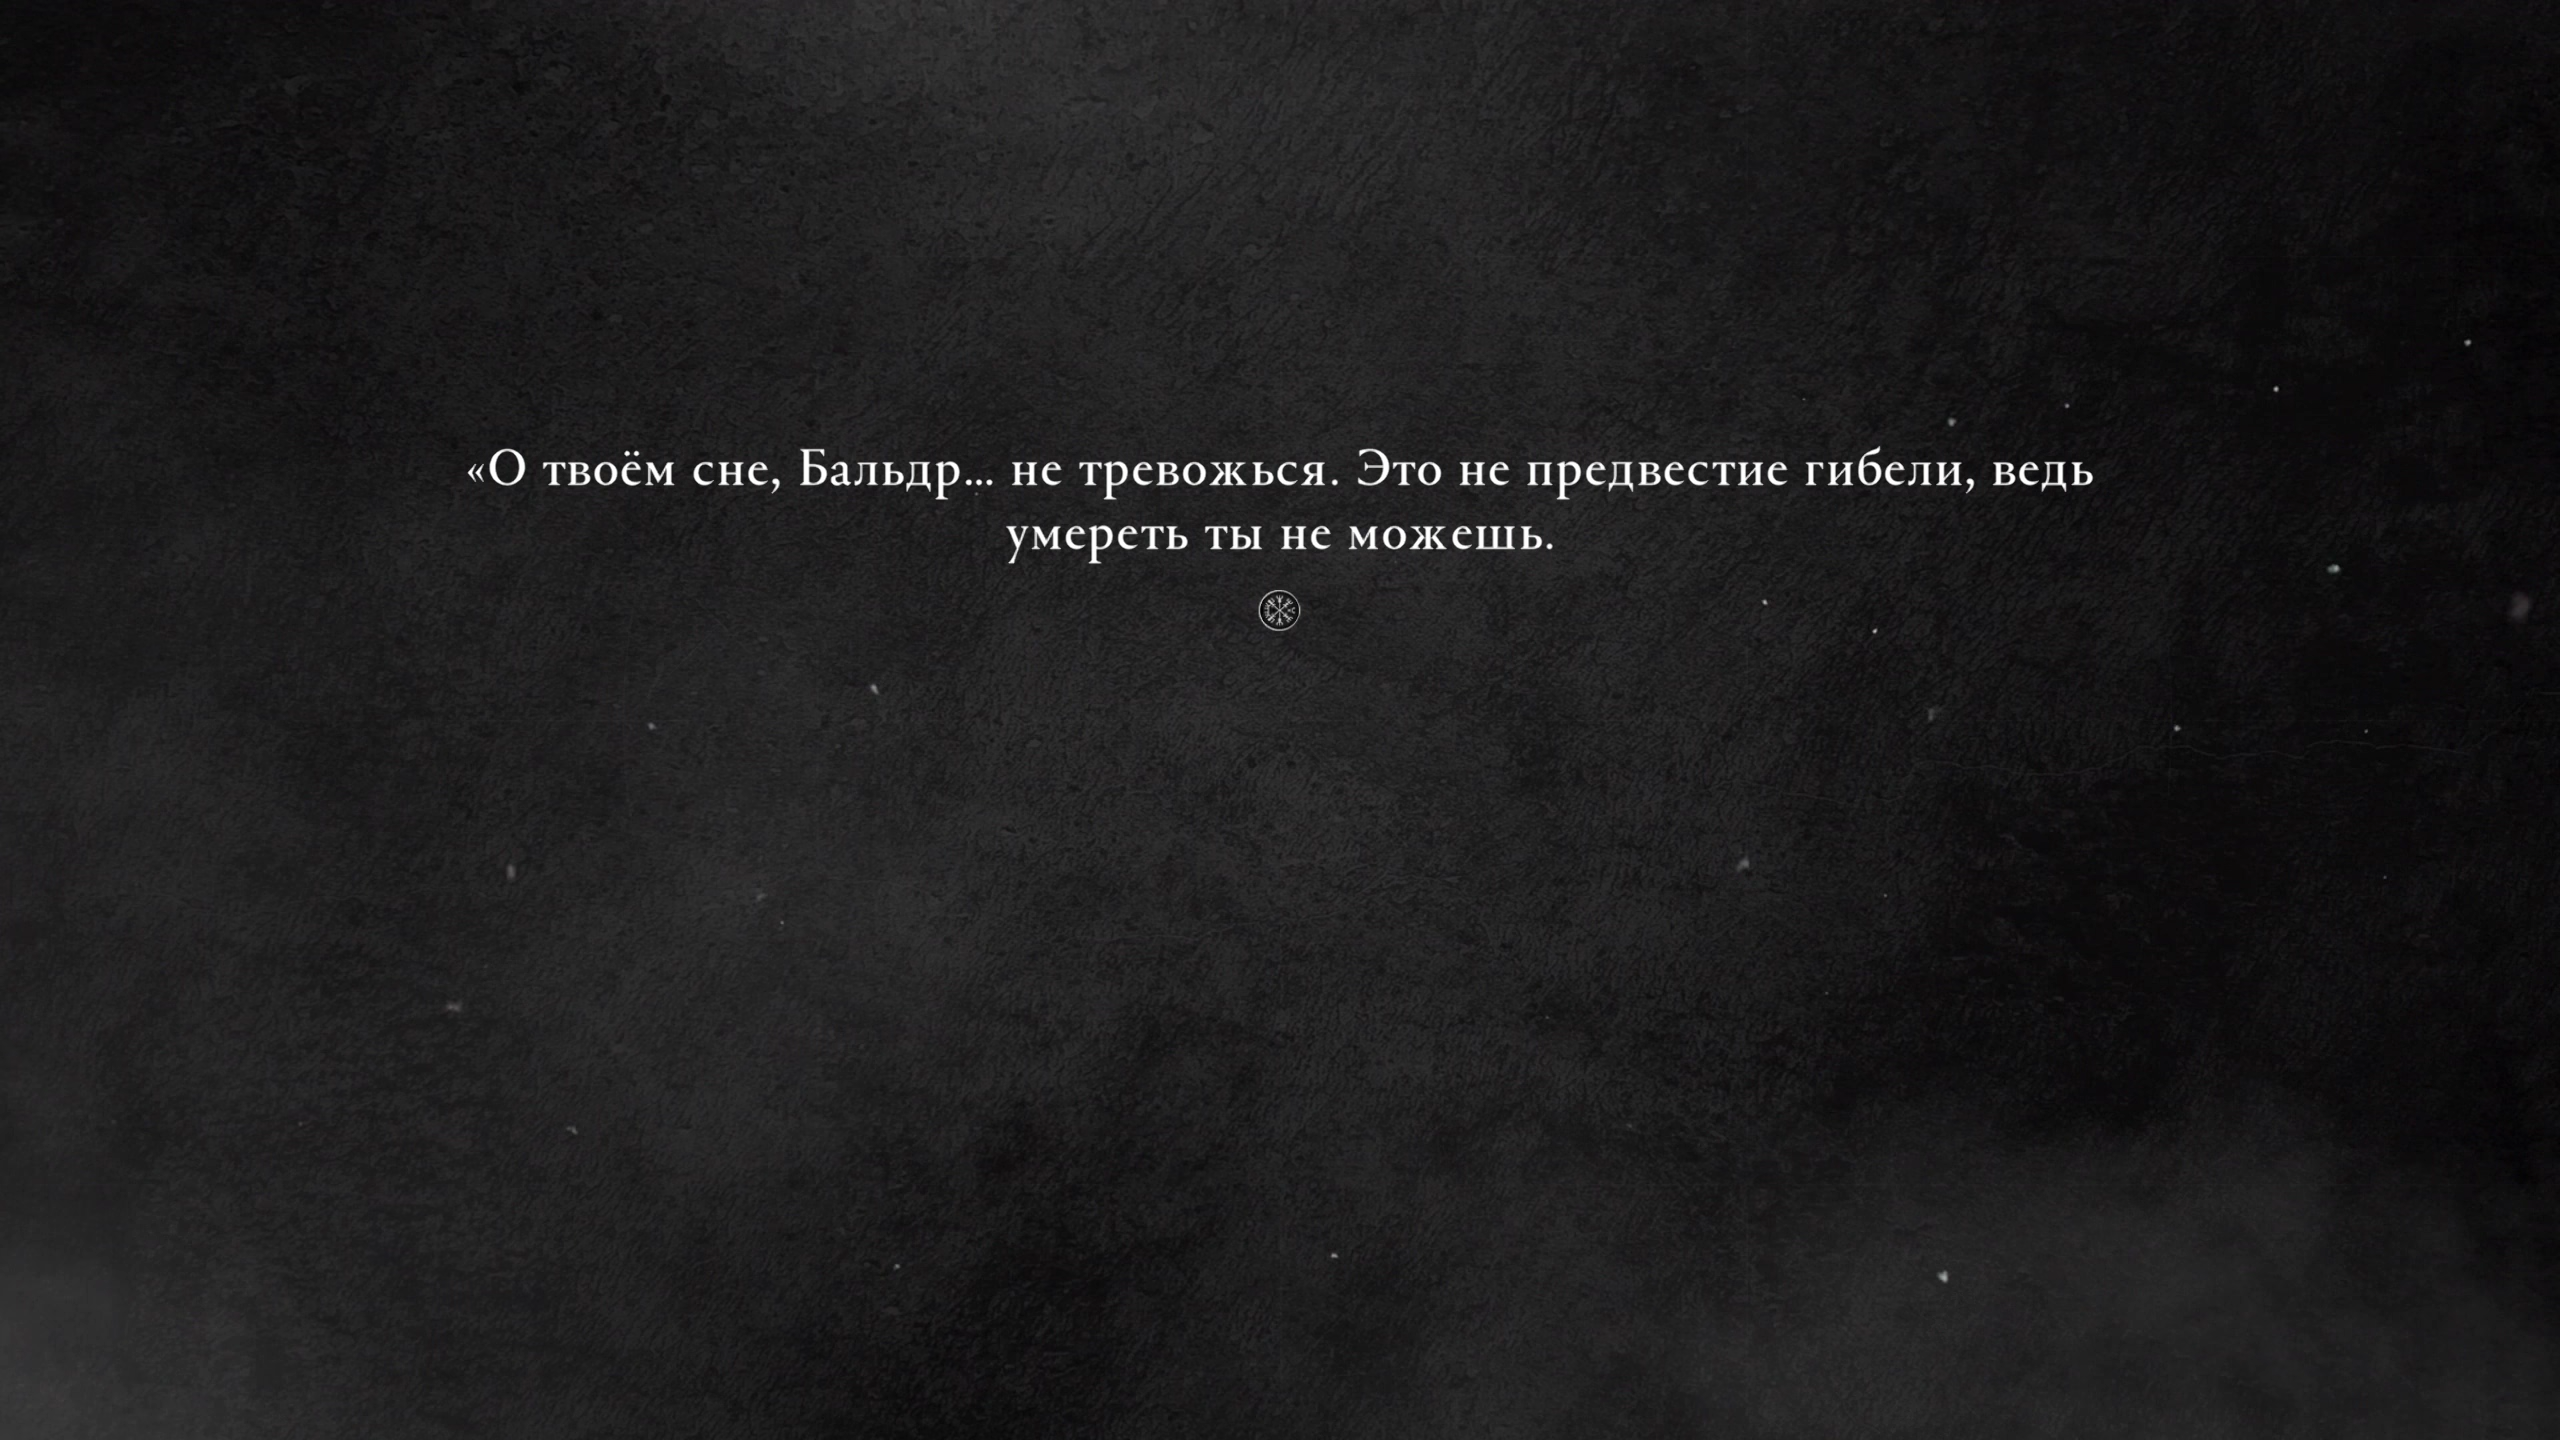 «О твоём сне, Бальдр... не тревожься. Это не предвестие гибели, ведь
умереть ты не можешь.